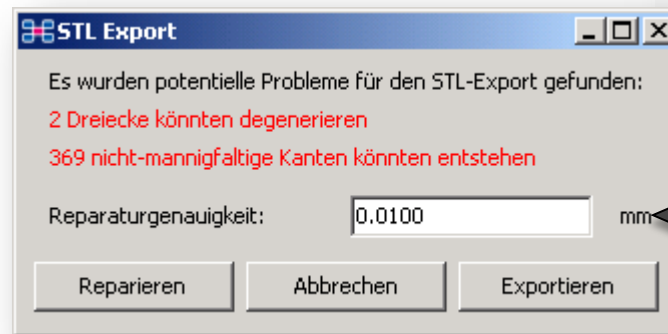 STL Export
Es wurden potentielle Probleme für den STL-Export gefunden:
2 Dreiecke könnten degenerieren
369 nicht-mannigfaltige Kanten könnten entstehen
Reparaturgenauigkeit: 0.0100 mm
Reparieren Abbrechen Exportieren